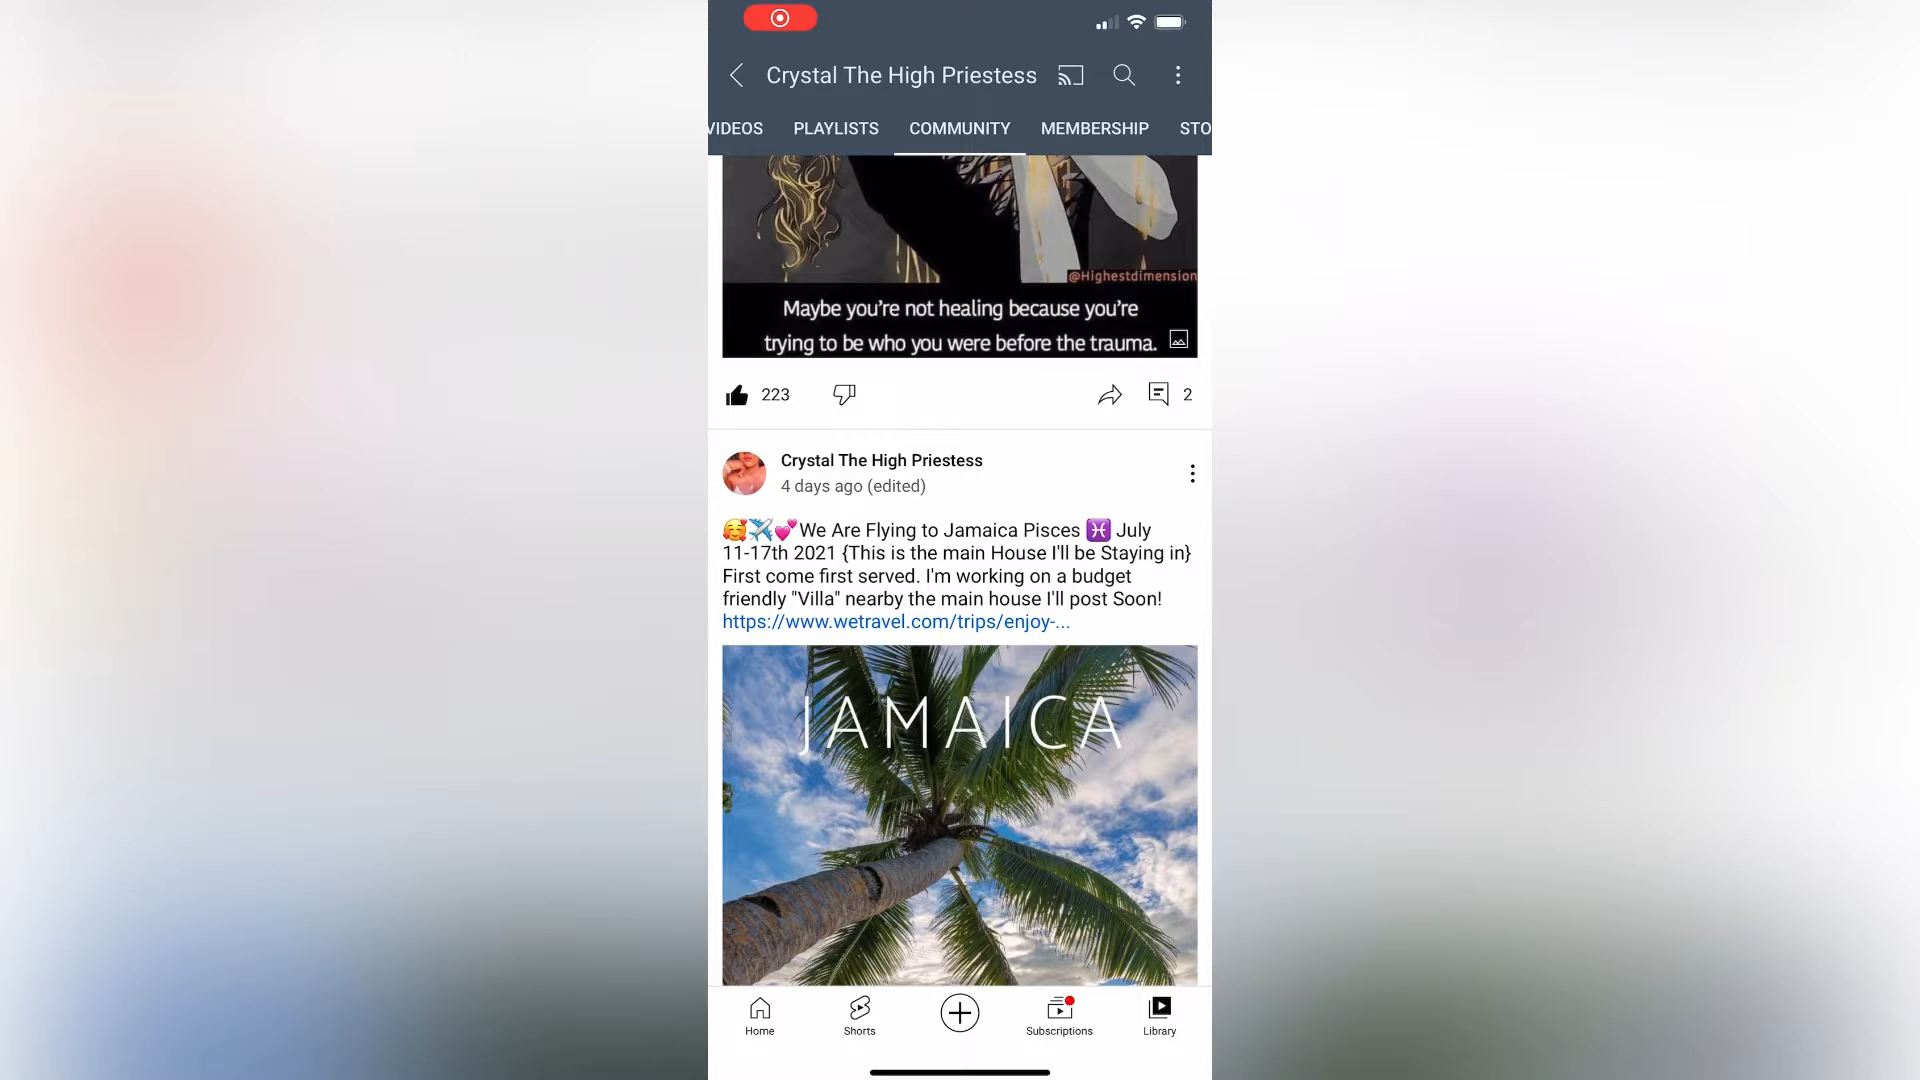 Crystal The High Priestess
VIDEOS PLAYLISTS COMMUNITY MEMBERSHIP STO
@Highestdimension
Maybe you're not healing because you're
trying to be who you were before the trauma.
223 2
Crystal The High Priestess
4 days ago (edited)
🥰✈️💕We Are Flying to Jamaica Pisces ♓ July
11-17th 2021 {This is the main House I'll be Staying in}
First come first served. I'm working on a budget
friendly "Villa" nearby the main house I'll post Soon!
https://www.wetravel.com/trips/enjoy-...
JAMAICA
Home Shorts Subscriptions Library